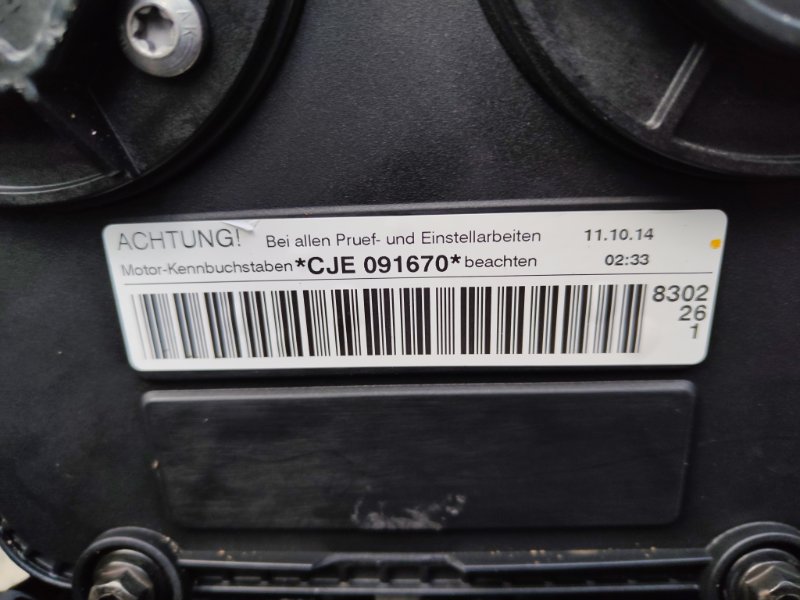 ACHTUNG! Bei allen Pruef- und Einstellarbeiten 11.10.14
Motor-Kennbuchstaben *CJE 091670* beachten 02:33
8302
26
1